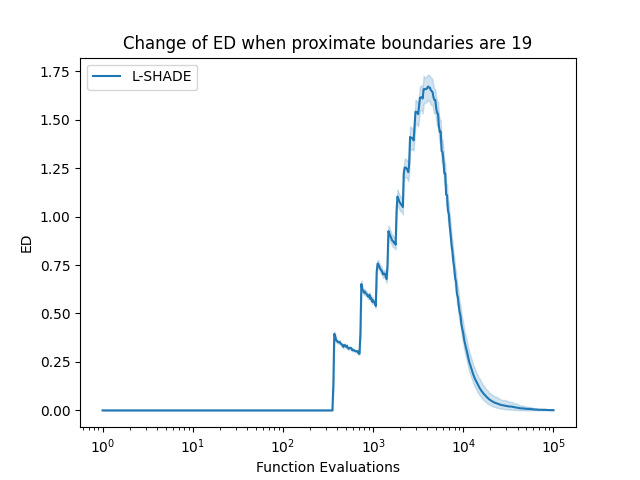 Change of ED when proximate boundaries are 19
L-SHADE
ED
1.75
1.50
1.25
1.00
0.75
0.50
0.25
0.00
10⁰ 10¹ 10² 10³ 10⁴ 10⁵
Function Evaluations